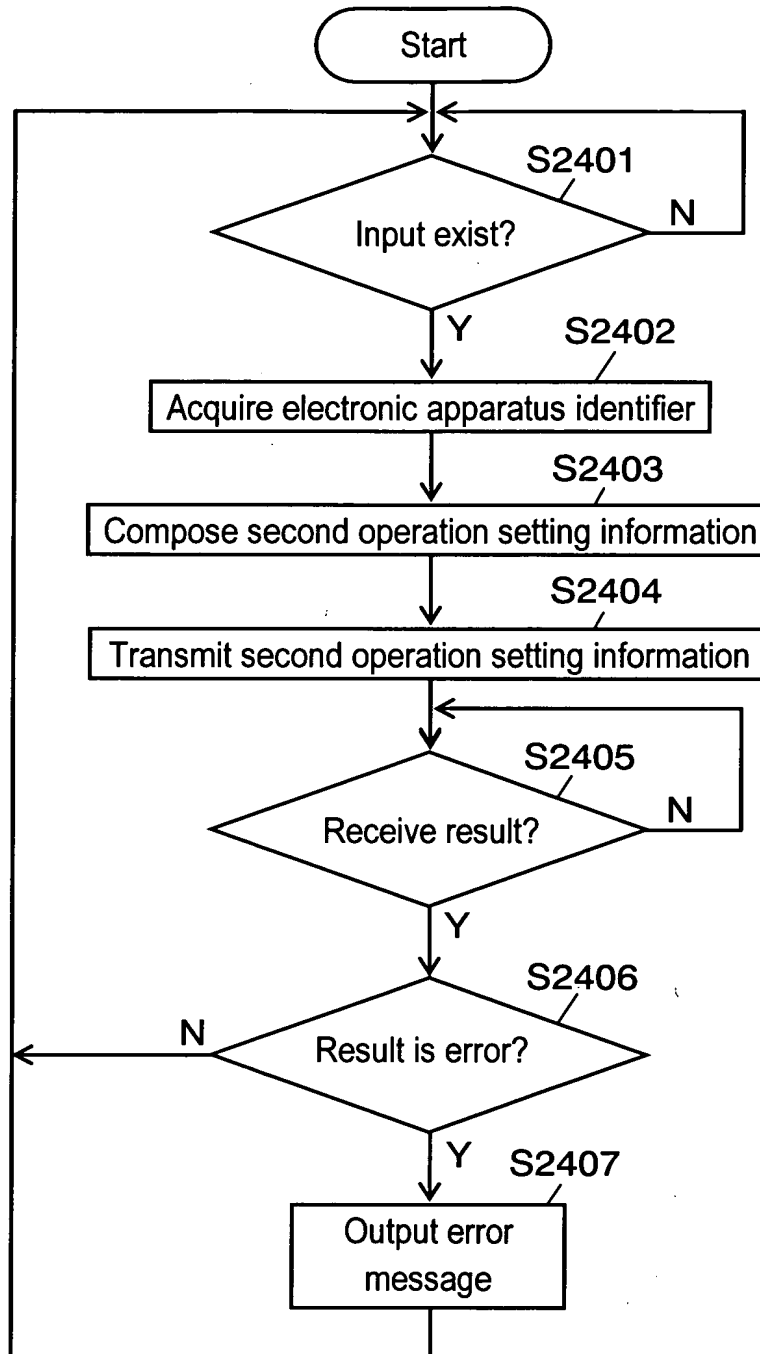 Start
S2401
Input exist?
N
Y
S2402
Acquire electronic apparatus identifier
S2403
Compose second operation setting information
S2404
Transmit second operation setting information
S2405
Receive result?
N
Y
S2406
N
Result is error?
Y
S2407
Output error
message